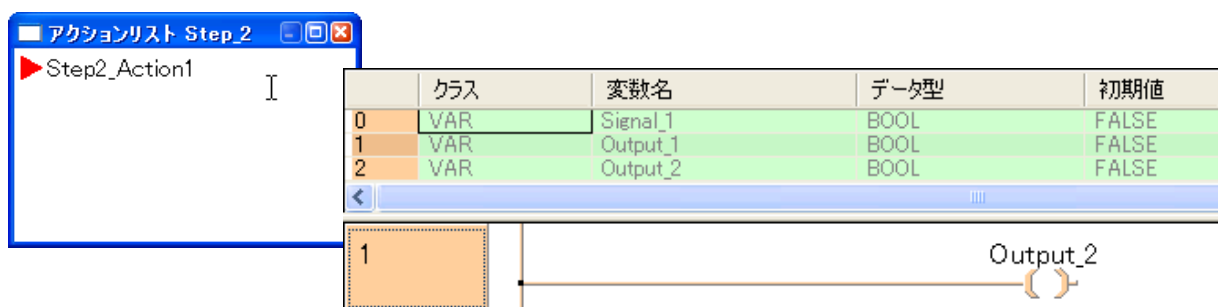 アクションリスト Step_2
Step2_Action1
クラス 変数名 データ型 初期値
0 VAR Signal_1 BOOL FALSE
1 VAR Output_1 BOOL FALSE
2 VAR Output_2 BOOL FALSE
1
Output_2